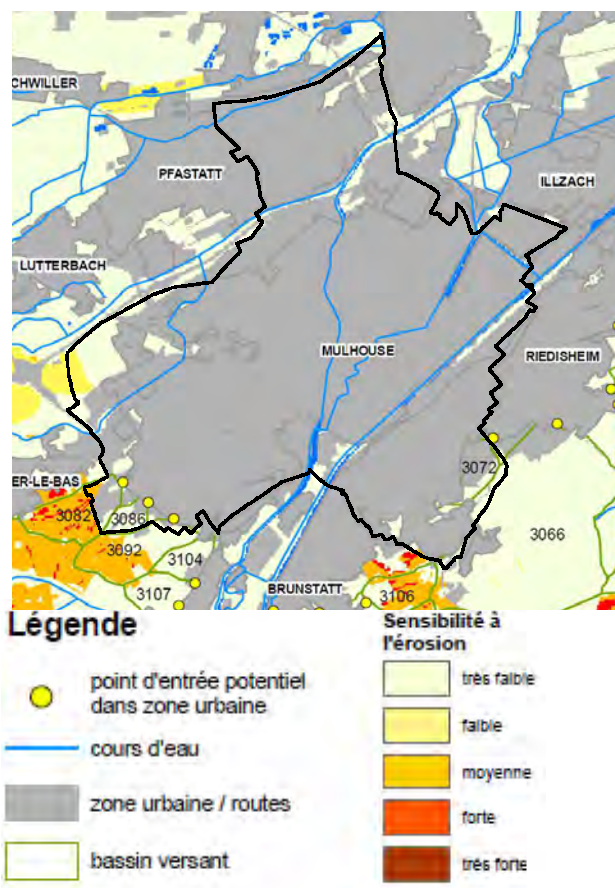 CHWILLER
PFASTATT
ILLZACH
LUTTERBACH
MULHOUSE
RIEDISHEIM
ER-LE-BAS
3072
3082
3086
3066
3092
3104
3107
BRUNSTATT
3106
Légende
point d'entrée potentiel
dans zone urbaine
cours d'eau
zone urbaine / routes
bassin versant
Sensibilité à
l'érosion
très faible
faible
moyenne
forte
très forte